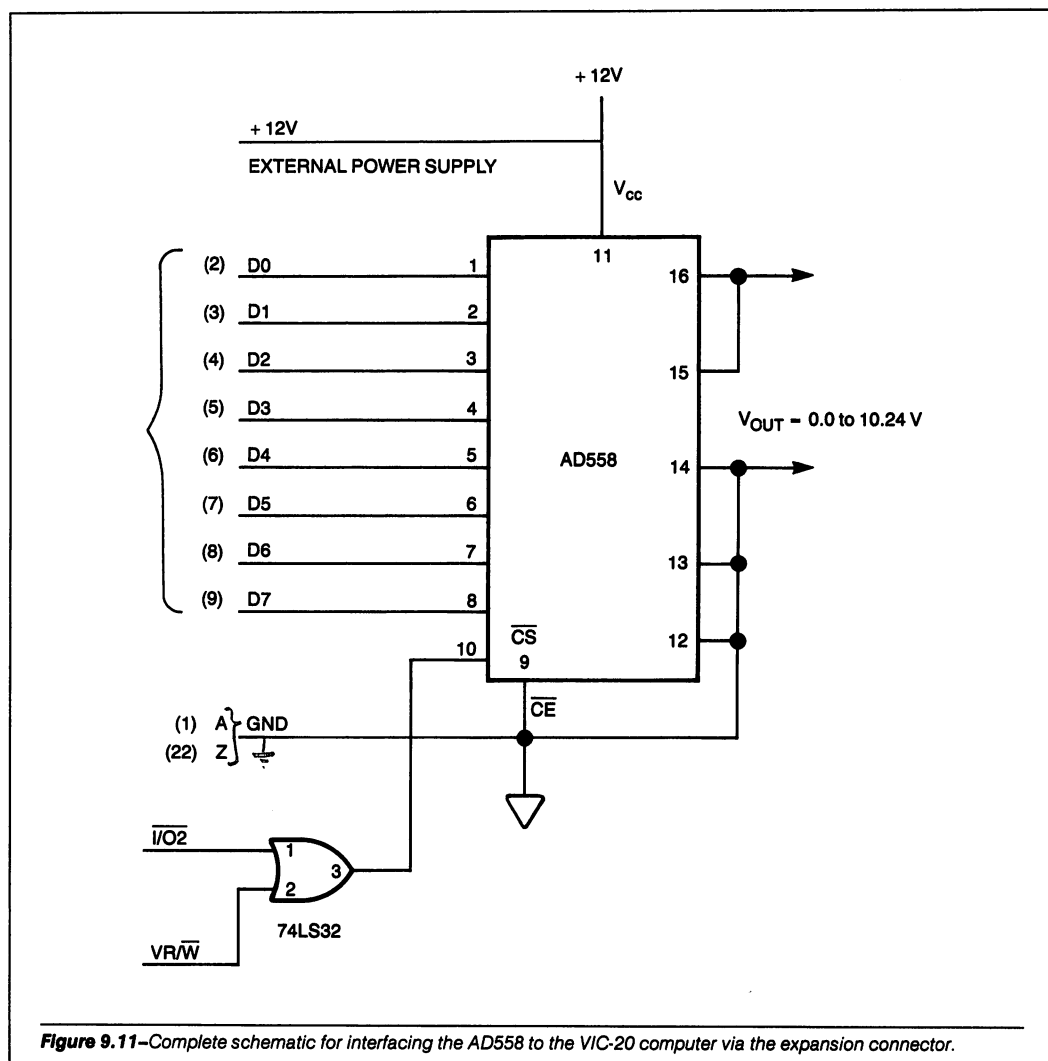 + 12V
+ 12V
EXTERNAL POWER SUPPLY
Vcc
11
(2) D0 1
16
(3) D1 2
(4) D2 3
15
(5) D3 4
VOUT = 0.0 to 10.24 V
(6) D4 5
AD558
14
(7) D5 6
(8) D6 7
13
(9) D7 8
C̅S̅
12
10
9
C̅E̅
(1) A GND
(22) Z
I̅/̅O̅2̅
1
3
2
74LS32
VR/W̅
Figure 9.11–Complete schematic for interfacing the AD558 to the VIC-20 computer via the expansion connector.